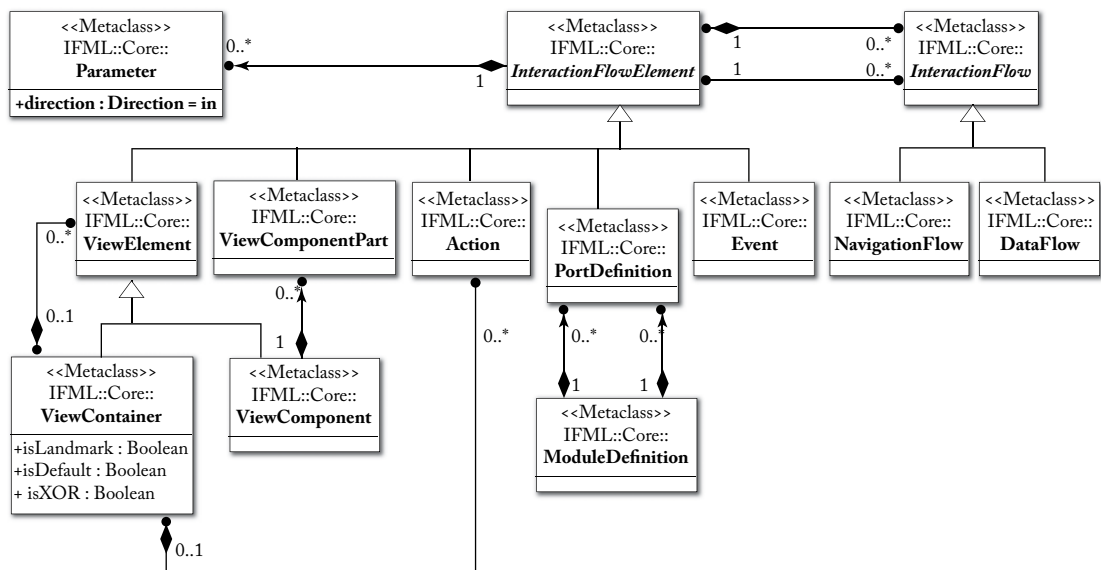 <<Metaclass>>
IFML::Core::
Parameter
+direction : Direction = in
0..*
1
<<Metaclass>>
IFML::Core::
InteractionFlowElement
1
0..*
1
0..*
<<Metaclass>>
IFML::Core::
InteractionFlow
<<Metaclass>>
IFML::Core::
ViewElement
<<Metaclass>>
IFML::Core::
ViewComponentPart
<<Metaclass>>
IFML::Core::
Action
<<Metaclass>>
IFML::Core::
PortDefinition
<<Metaclass>>
IFML::Core::
Event
<<Metaclass>>
IFML::Core::
NavigationFlow
<<Metaclass>>
IFML::Core::
DataFlow
0..*
0..1
0..*
1
0..*
0..*
0..*
1
1
<<Metaclass>>
IFML::Core::
ViewContainer
+isLandmark : Boolean
+isDefault : Boolean
+ isXOR : Boolean
<<Metaclass>>
IFML::Core::
ViewComponent
<<Metaclass>>
IFML::Core::
ModuleDefinition
0..1